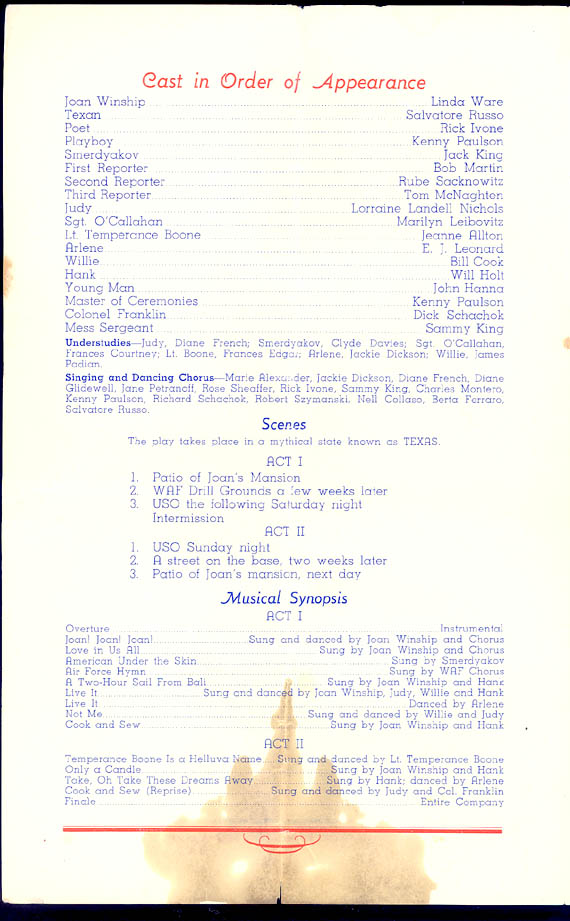 Cast in Order of Appearance
Joan Winship Linda Ware
Texan Salvatore Russo
Poet Rick Ivone
Playboy Kenny Paulson
Smerdyakov Jack King
First Reporter Bob Martin
Second Reporter Rube Sacknowitz
Third Reporter Tom McNaghten
Judy Lorraine Landell Nichols
Sgt. O'Callahan Marilyn Leibovitz
Lt. Temperance Boone Jeanne Allton
Arlene E. J. Leonard
Willie Bill Cook
Hank Will Holt
Young Man John Hanna
Master of Ceremonies Kenny Paulson
Colonel Franklin Dick Schachok
Mess Sergeant Sammy King
Understudies—Judy, Diane French; Smerdyakov, Clyde Davies; Sgt. O'Callahan,
Frances Courtney; Lt. Boone, Frances Edgar; Arlene, Jackie Dickson; Willie, James
Padian.
Singing and Dancing Chorus—Marie Alexander, Jackie Dickson, Diane French, Diane
Glidewell, Jane Petranoff, Rose Sheaffer, Rick Ivone, Sammy King, Charles Montero,
Kenny Paulson, Richard Schachok, Robert Szymanski, Nell Collaso, Berta Ferraro,
Salvatore Russo.
Scenes
The play takes place in a mythical state known as TEXAS.
ACT I
1. Patio of Joan's Mansion
2. WAF Drill Grounds a few weeks later
3. USO the following Saturday night
Intermission
ACT II
1. USO Sunday night
2. A street on the base, two weeks later
3. Patio of Joan's mansion, next day
Musical Synopsis
ACT I
Overture Instrumental
Joan! Joan! Joan! Sung and danced by Joan Winship and Chorus
Love in Us All Sung by Joan Winship and Chorus
American Under the Skin Sung by Smerdyakov
Air Force Hymn Sung by WAF Chorus
A Two-Hour Sail From Bali Sung by Joan Winship and Hank
Live It Sung and danced by Joan Winship, Judy, Willie and Hank
Live It Danced by Arlene
Not Me Sung and danced by Willie and Judy
Cook and Sew Sung by Joan Winship and Hank
ACT II
Temperance Boone Is a Helluva Name Sung and danced by Lt. Temperance Boone
Only a Candle Sung by Joan Winship and Hank
Take, Oh Take These Dreams Away Sung by Hank; danced by Arlene
Cook and Sew (Reprise) Sung and danced by Judy and Col. Franklin
Finale Entire Company